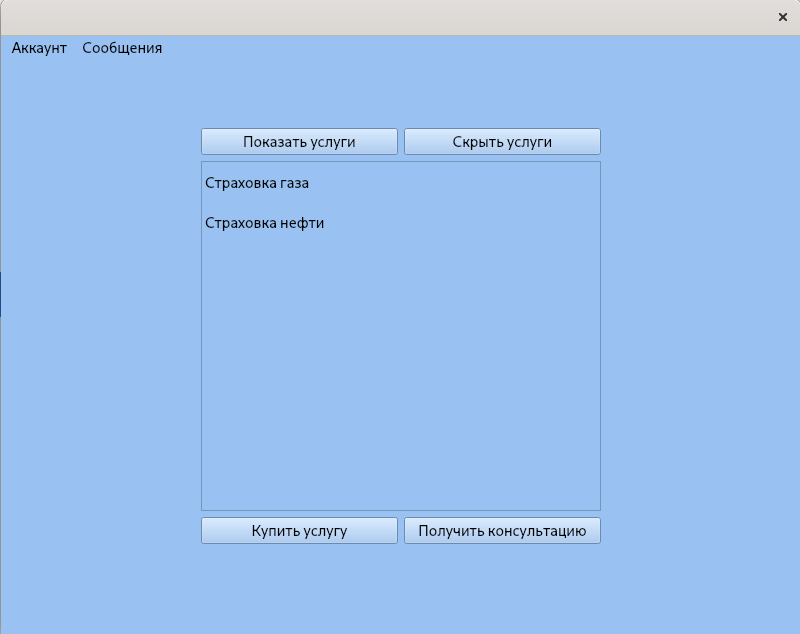 Аккаунт Сообщения
Показать услуги Скрыть услуги
Страховка газа
Страховка нефти
Купить услугу Получить консультацию